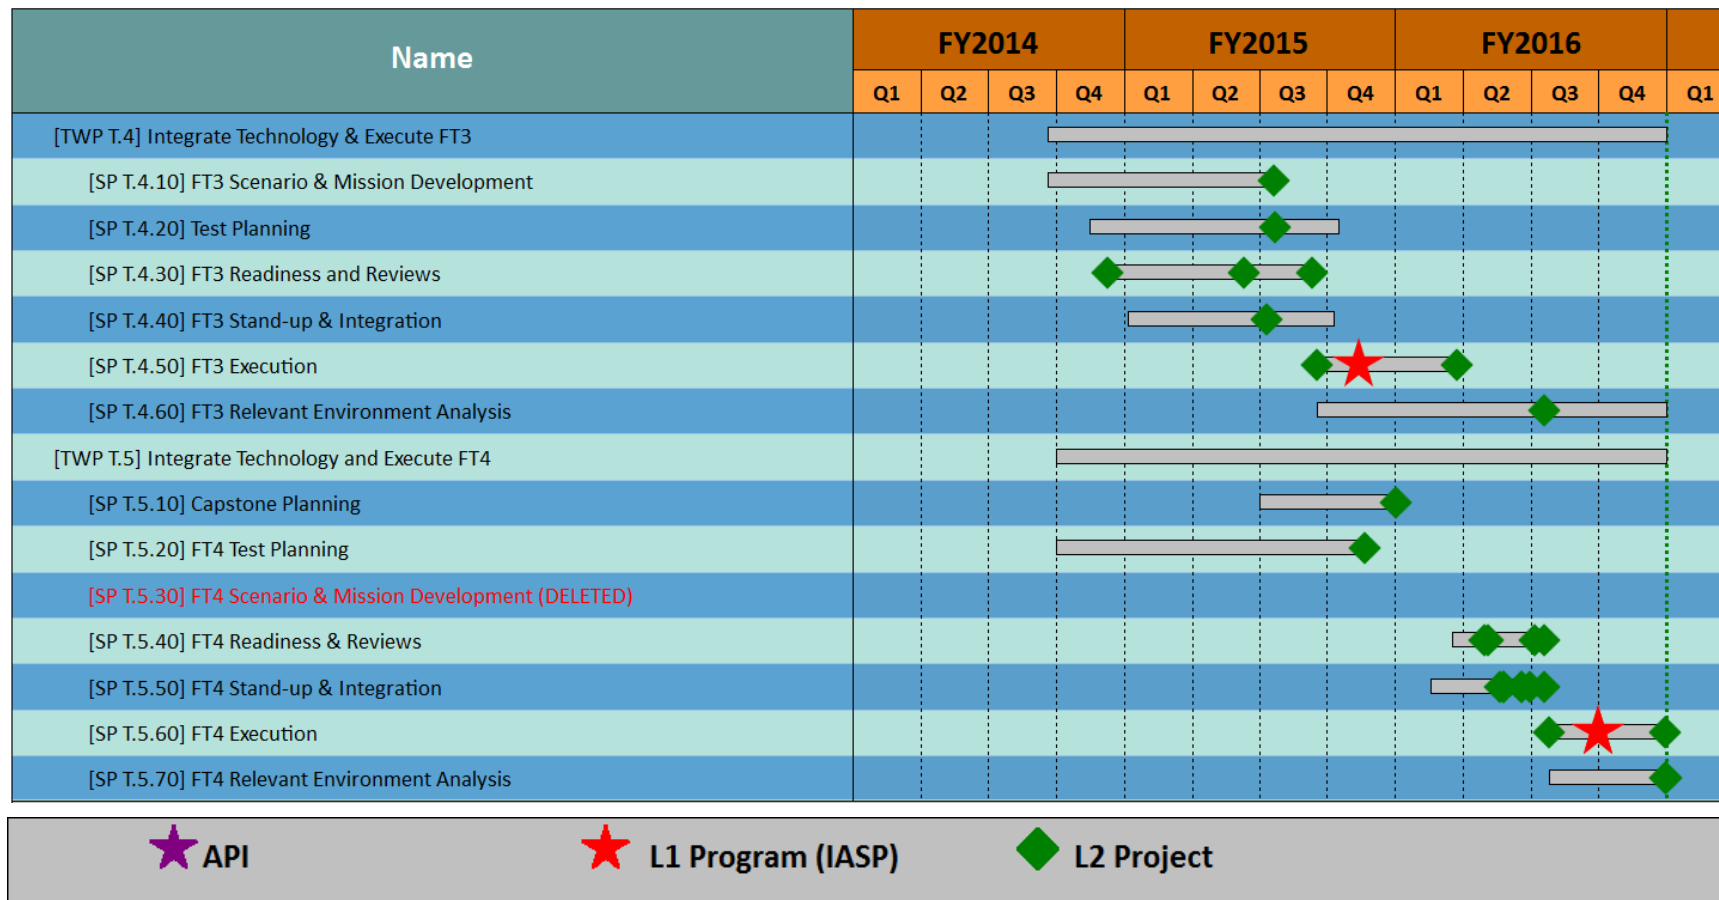 Name
FY2014 FY2015 FY2016
Q1 Q2 Q3 Q4 Q1 Q2 Q3 Q4 Q1 Q2 Q3 Q4 Q1
[TWP T.4] Integrate Technology & Execute FT3
[SP T.4.10] FT3 Scenario & Mission Development
[SP T.4.20] Test Planning
[SP T.4.30] FT3 Readiness and Reviews
[SP T.4.40] FT3 Stand-up & Integration
[SP T.4.50] FT3 Execution
[SP T.4.60] FT3 Relevant Environment Analysis
[TWP T.5] Integrate Technology and Execute FT4
[SP T.5.10] Capstone Planning
[SP T.5.20] FT4 Test Planning
[SP T.5.30] FT4 Scenario & Mission Development (DELETED)
[SP T.5.40] FT4 Readiness & Reviews
[SP T.5.50] FT4 Stand-up & Integration
[SP T.5.60] FT4 Execution
[SP T.5.70] FT4 Relevant Environment Analysis
API L1 Program (IASP) L2 Project